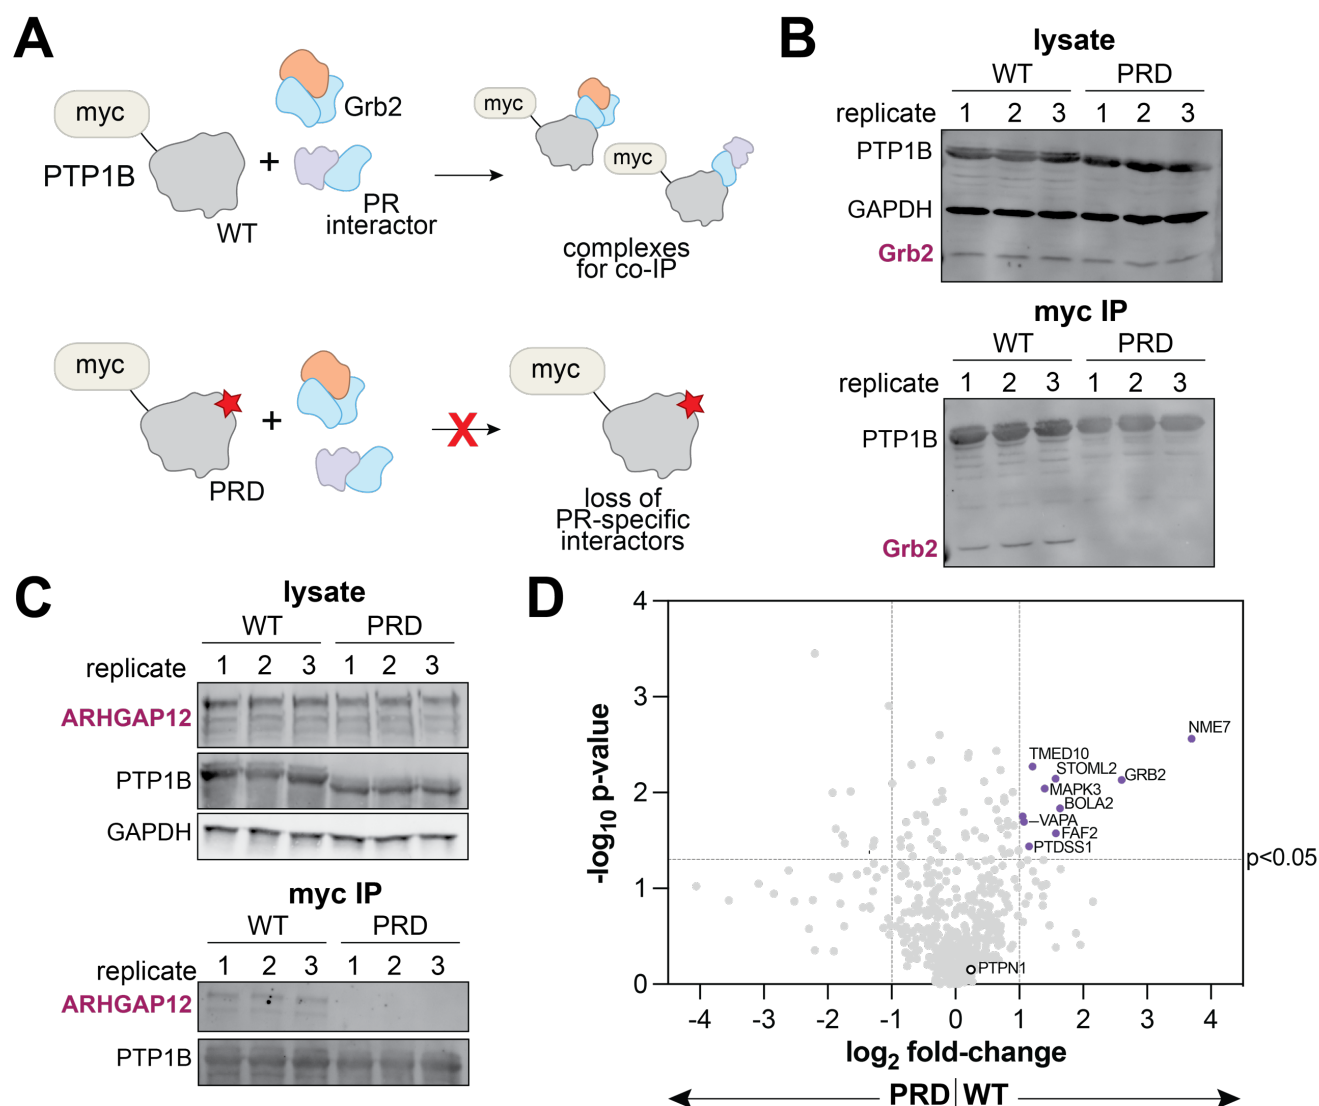 A
myc
PTP1B
WT
+
Grb2
PR
interactor
myc
myc
complexes
for co-IP
myc
PRD
+
X
myc
loss of
PR-specific
interactors
B
lysate
WT PRD
replicate 1 2 3 1 2 3
PTP1B
GAPDH
Grb2
myc IP
WT PRD
replicate 1 2 3 1 2 3
PTP1B
Grb2
C
lysate
WT PRD
replicate 1 2 3 1 2 3
ARHGAP12
PTP1B
GAPDH
myc IP
WT PRD
replicate 1 2 3 1 2 3
ARHGAP12
PTP1B
D
-log10 p-value
4
3
2
1
0
NME7
TMED10
STOML2
GRB2
MAPK3
BOLA2
VAPA
FAF2
PTDSS1
p<0.05
PTPN1
-4 -3 -2 -1 0 1 2 3 4
log2 fold-change
PRD WT